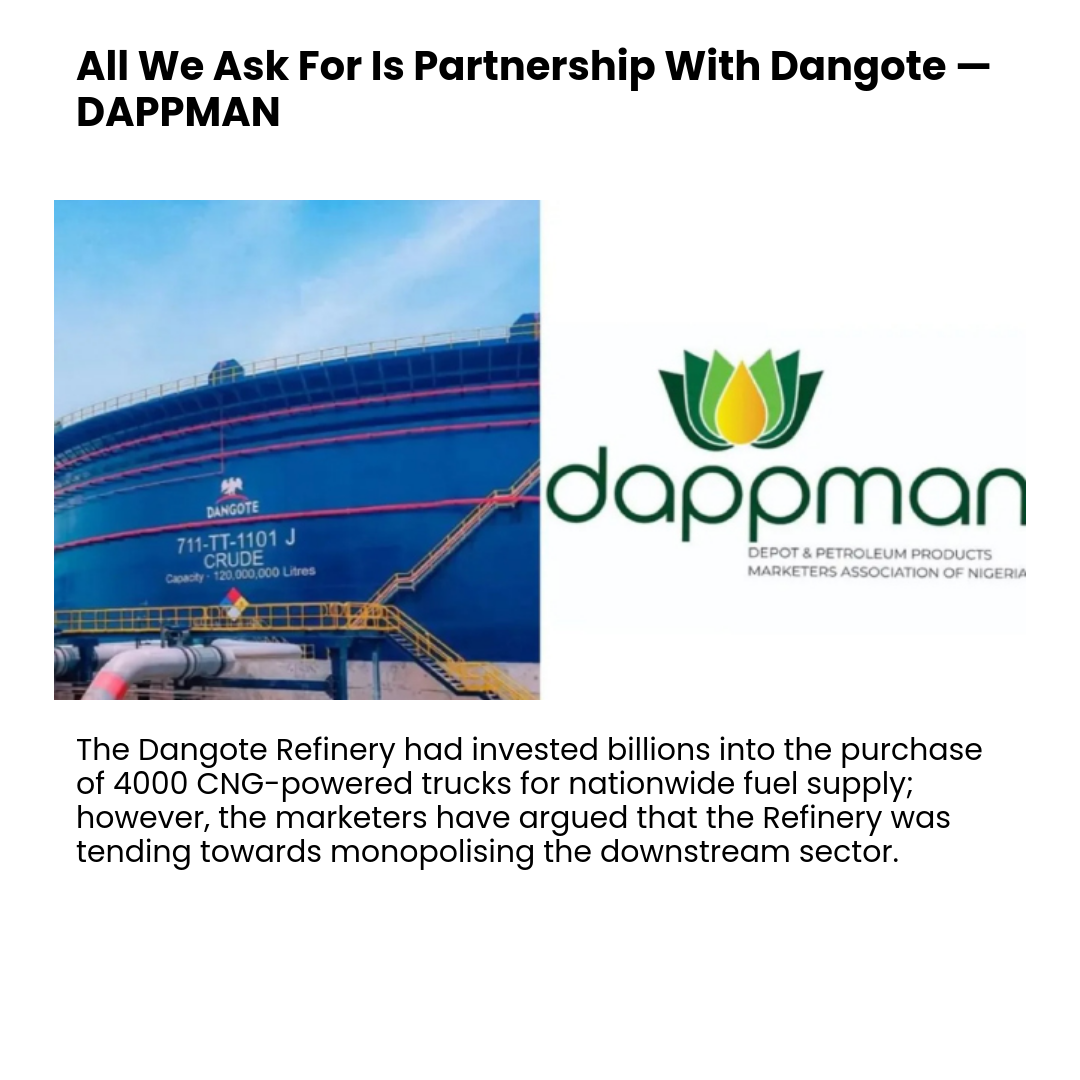 All We Ask For Is Partnership With Dangote —
DAPPMAN
DANGOTE
711-TT-1101 J
CRUDE
Capacity - 120,000,000 Litres
dappman
DEPOT & PETROLEUM PRODUCTS
MARKETERS ASSOCIATION OF NIGERIA
The Dangote Refinery had invested billions into the purchase
of 4000 CNG-powered trucks for nationwide fuel supply;
however, the marketers have argued that the Refinery was
tending towards monopolising the downstream sector.